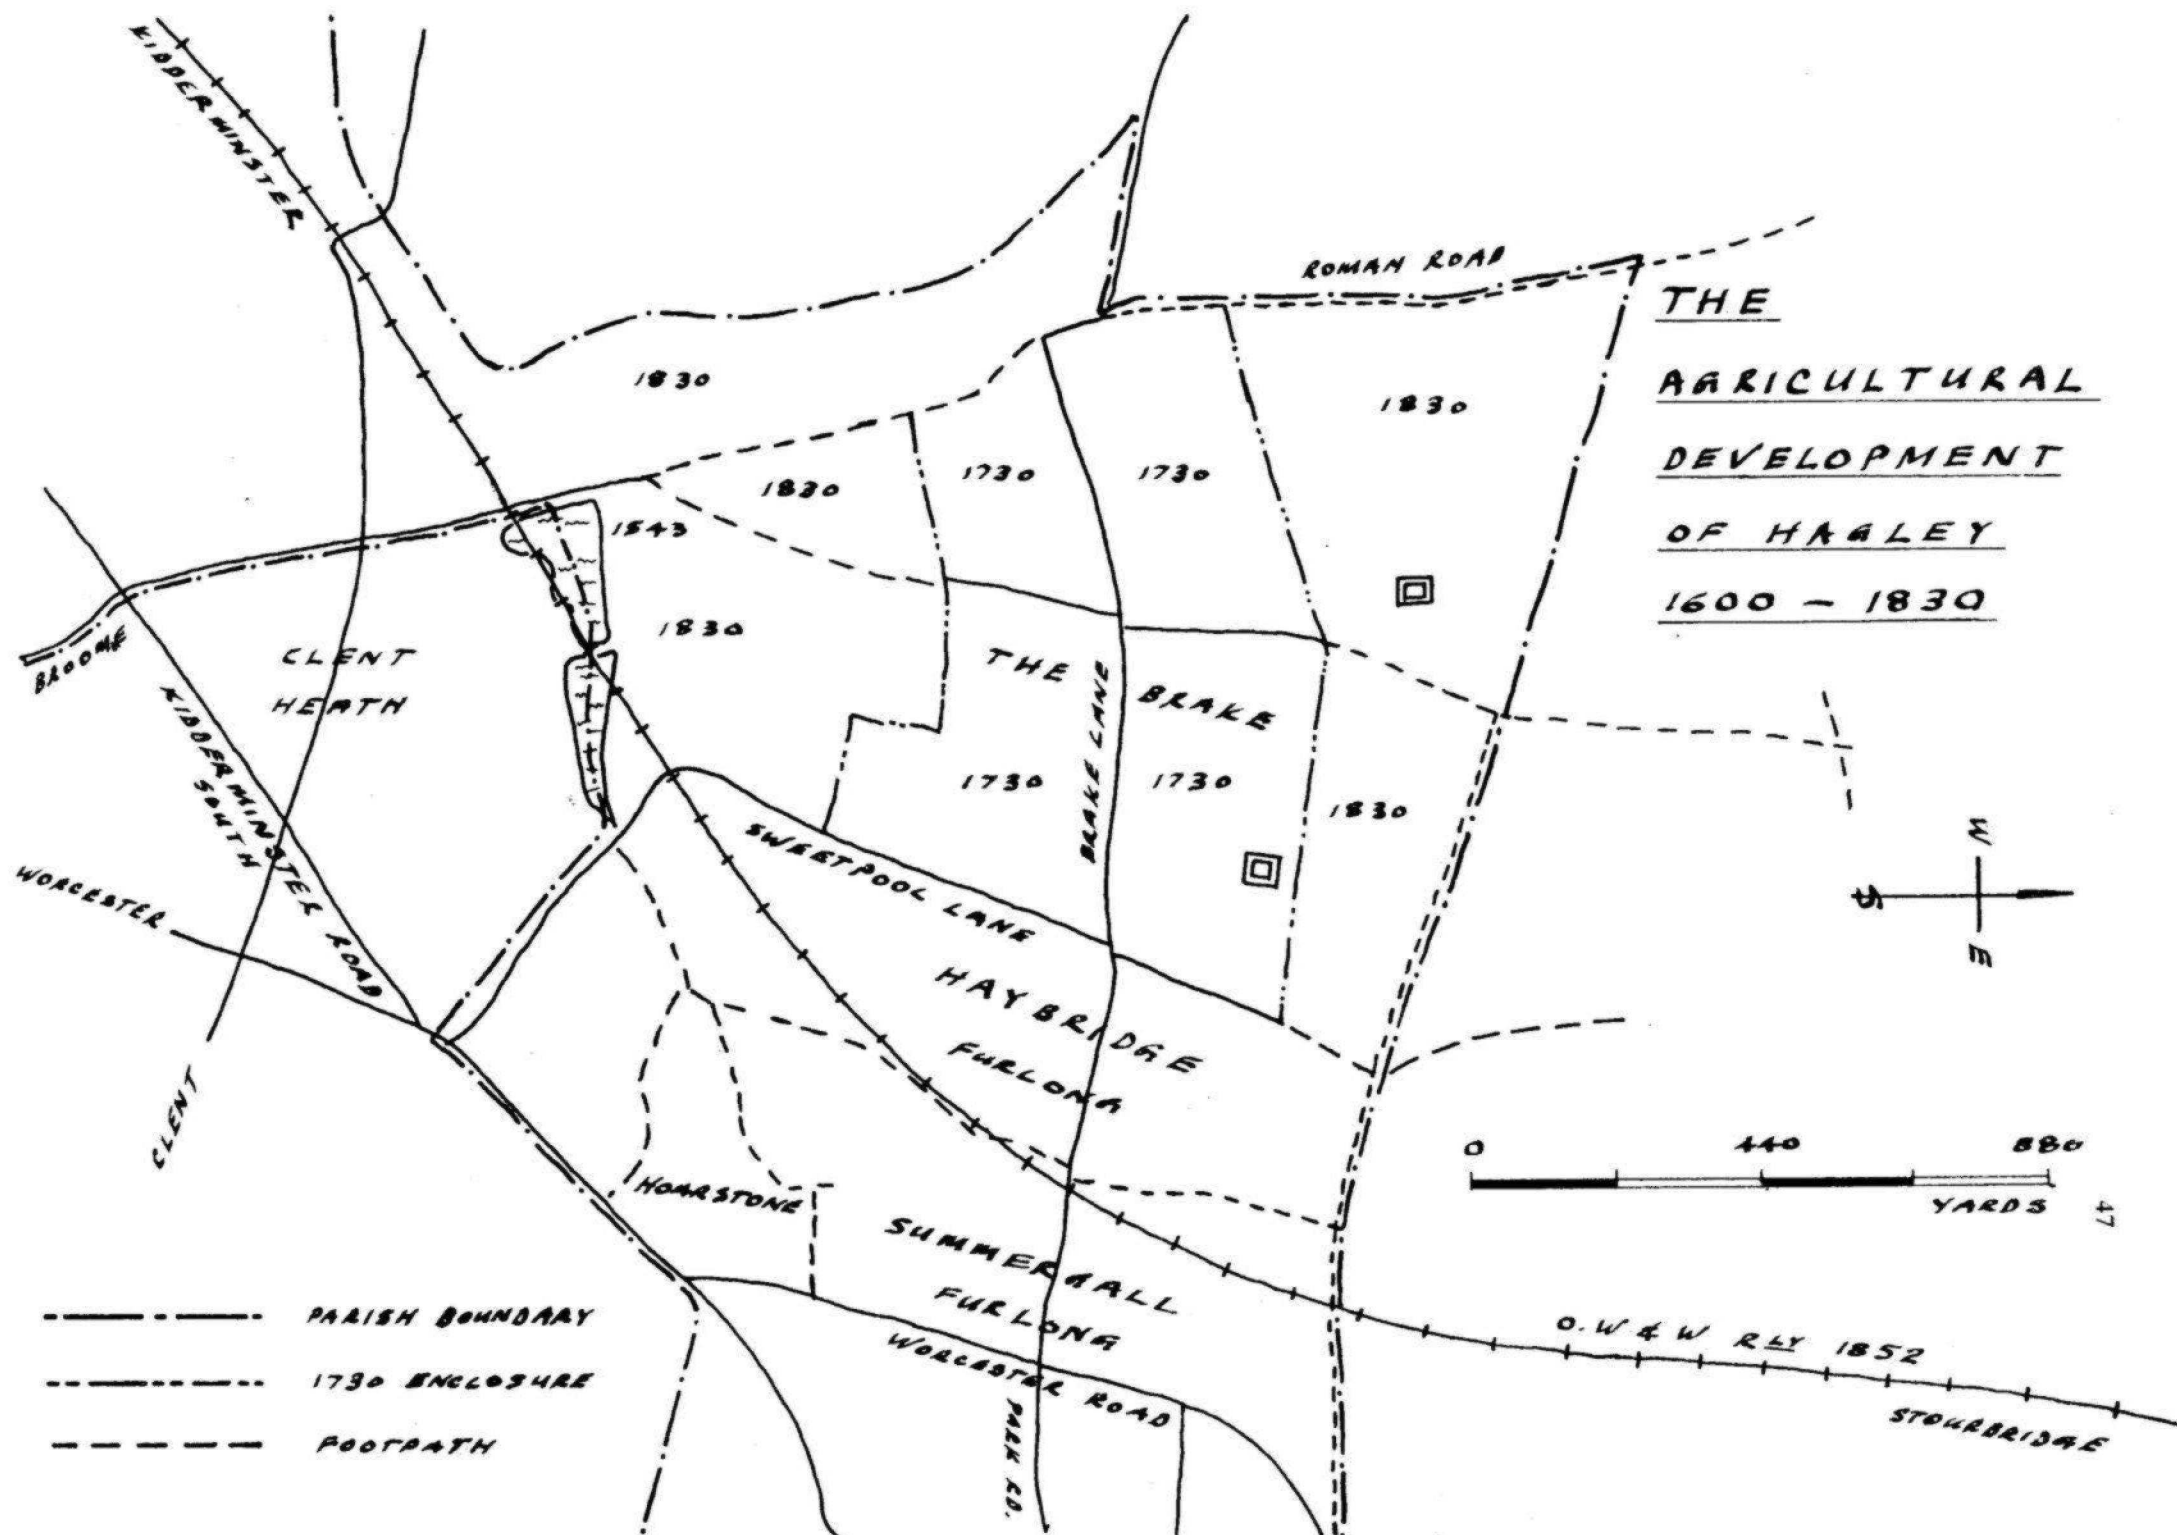 THE
AGRICULTURAL
DEVELOPMENT
OF HAGLEY
1600 - 1830
KIDDERMINSTER
ROMAN ROAD
1830
1830
1730
1730
1830
1543
1830
CLENT
HEATH
BROOME
THE BRAKE
BRAKE LANE
1730
1730
1830
KIDDERMINSTER ROAD
SOUTH
WORCESTER
SWEETPOOL LANE
HAYBRIDGE
FURLONG
CLENT
HOARSTONE
SUMMERGALL
FURLONG
WORCESTER ROAD
PARK RD.
O.W & W RLY 1852
STOURBRIDGE
W
S
E
0 440 880
YARDS
47
PARISH BOUNDARY
1730 ENCLOSURE
FOOTPATH